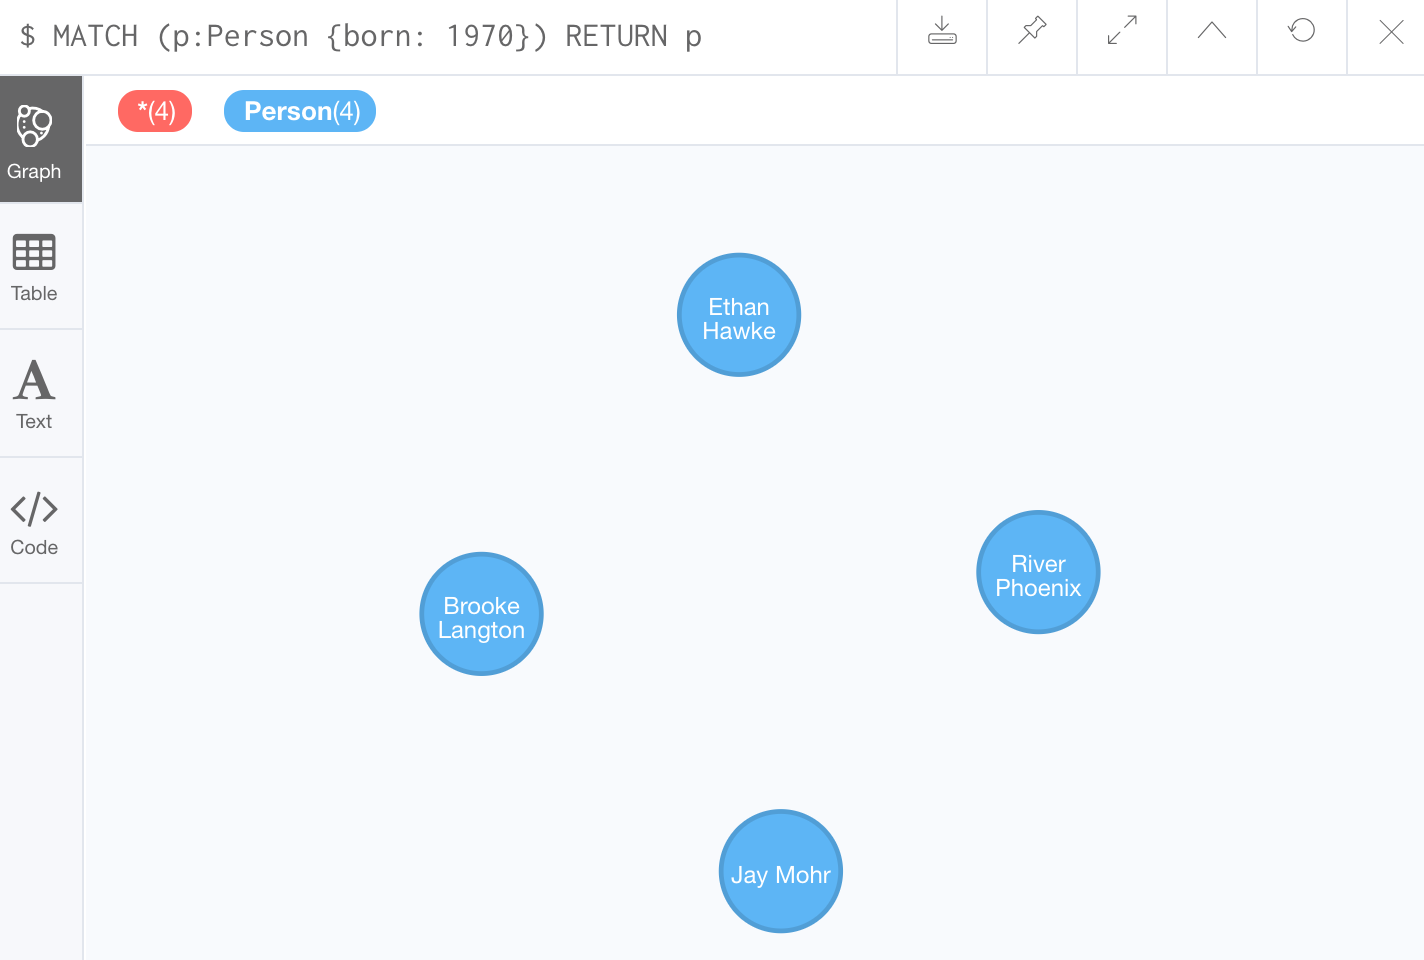 $ MATCH (p:Person {born: 1970}) RETURN p
*(4) Person(4)
Graph
Table
Text
Code
Ethan
Hawke
River
Phoenix
Brooke
Langton
Jay Mohr